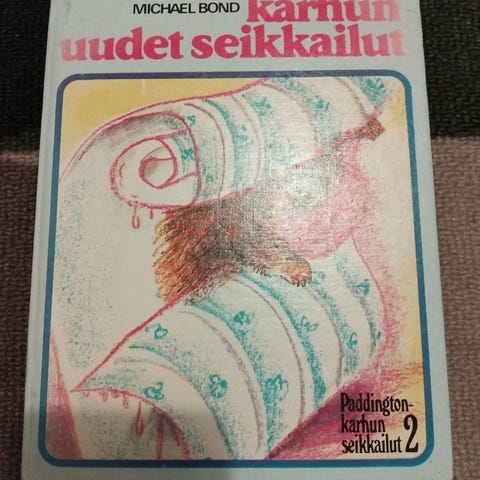 MICHAEL BOND
karhun
uudet seikkailut
Paddington-
karhun
seikkailut 2